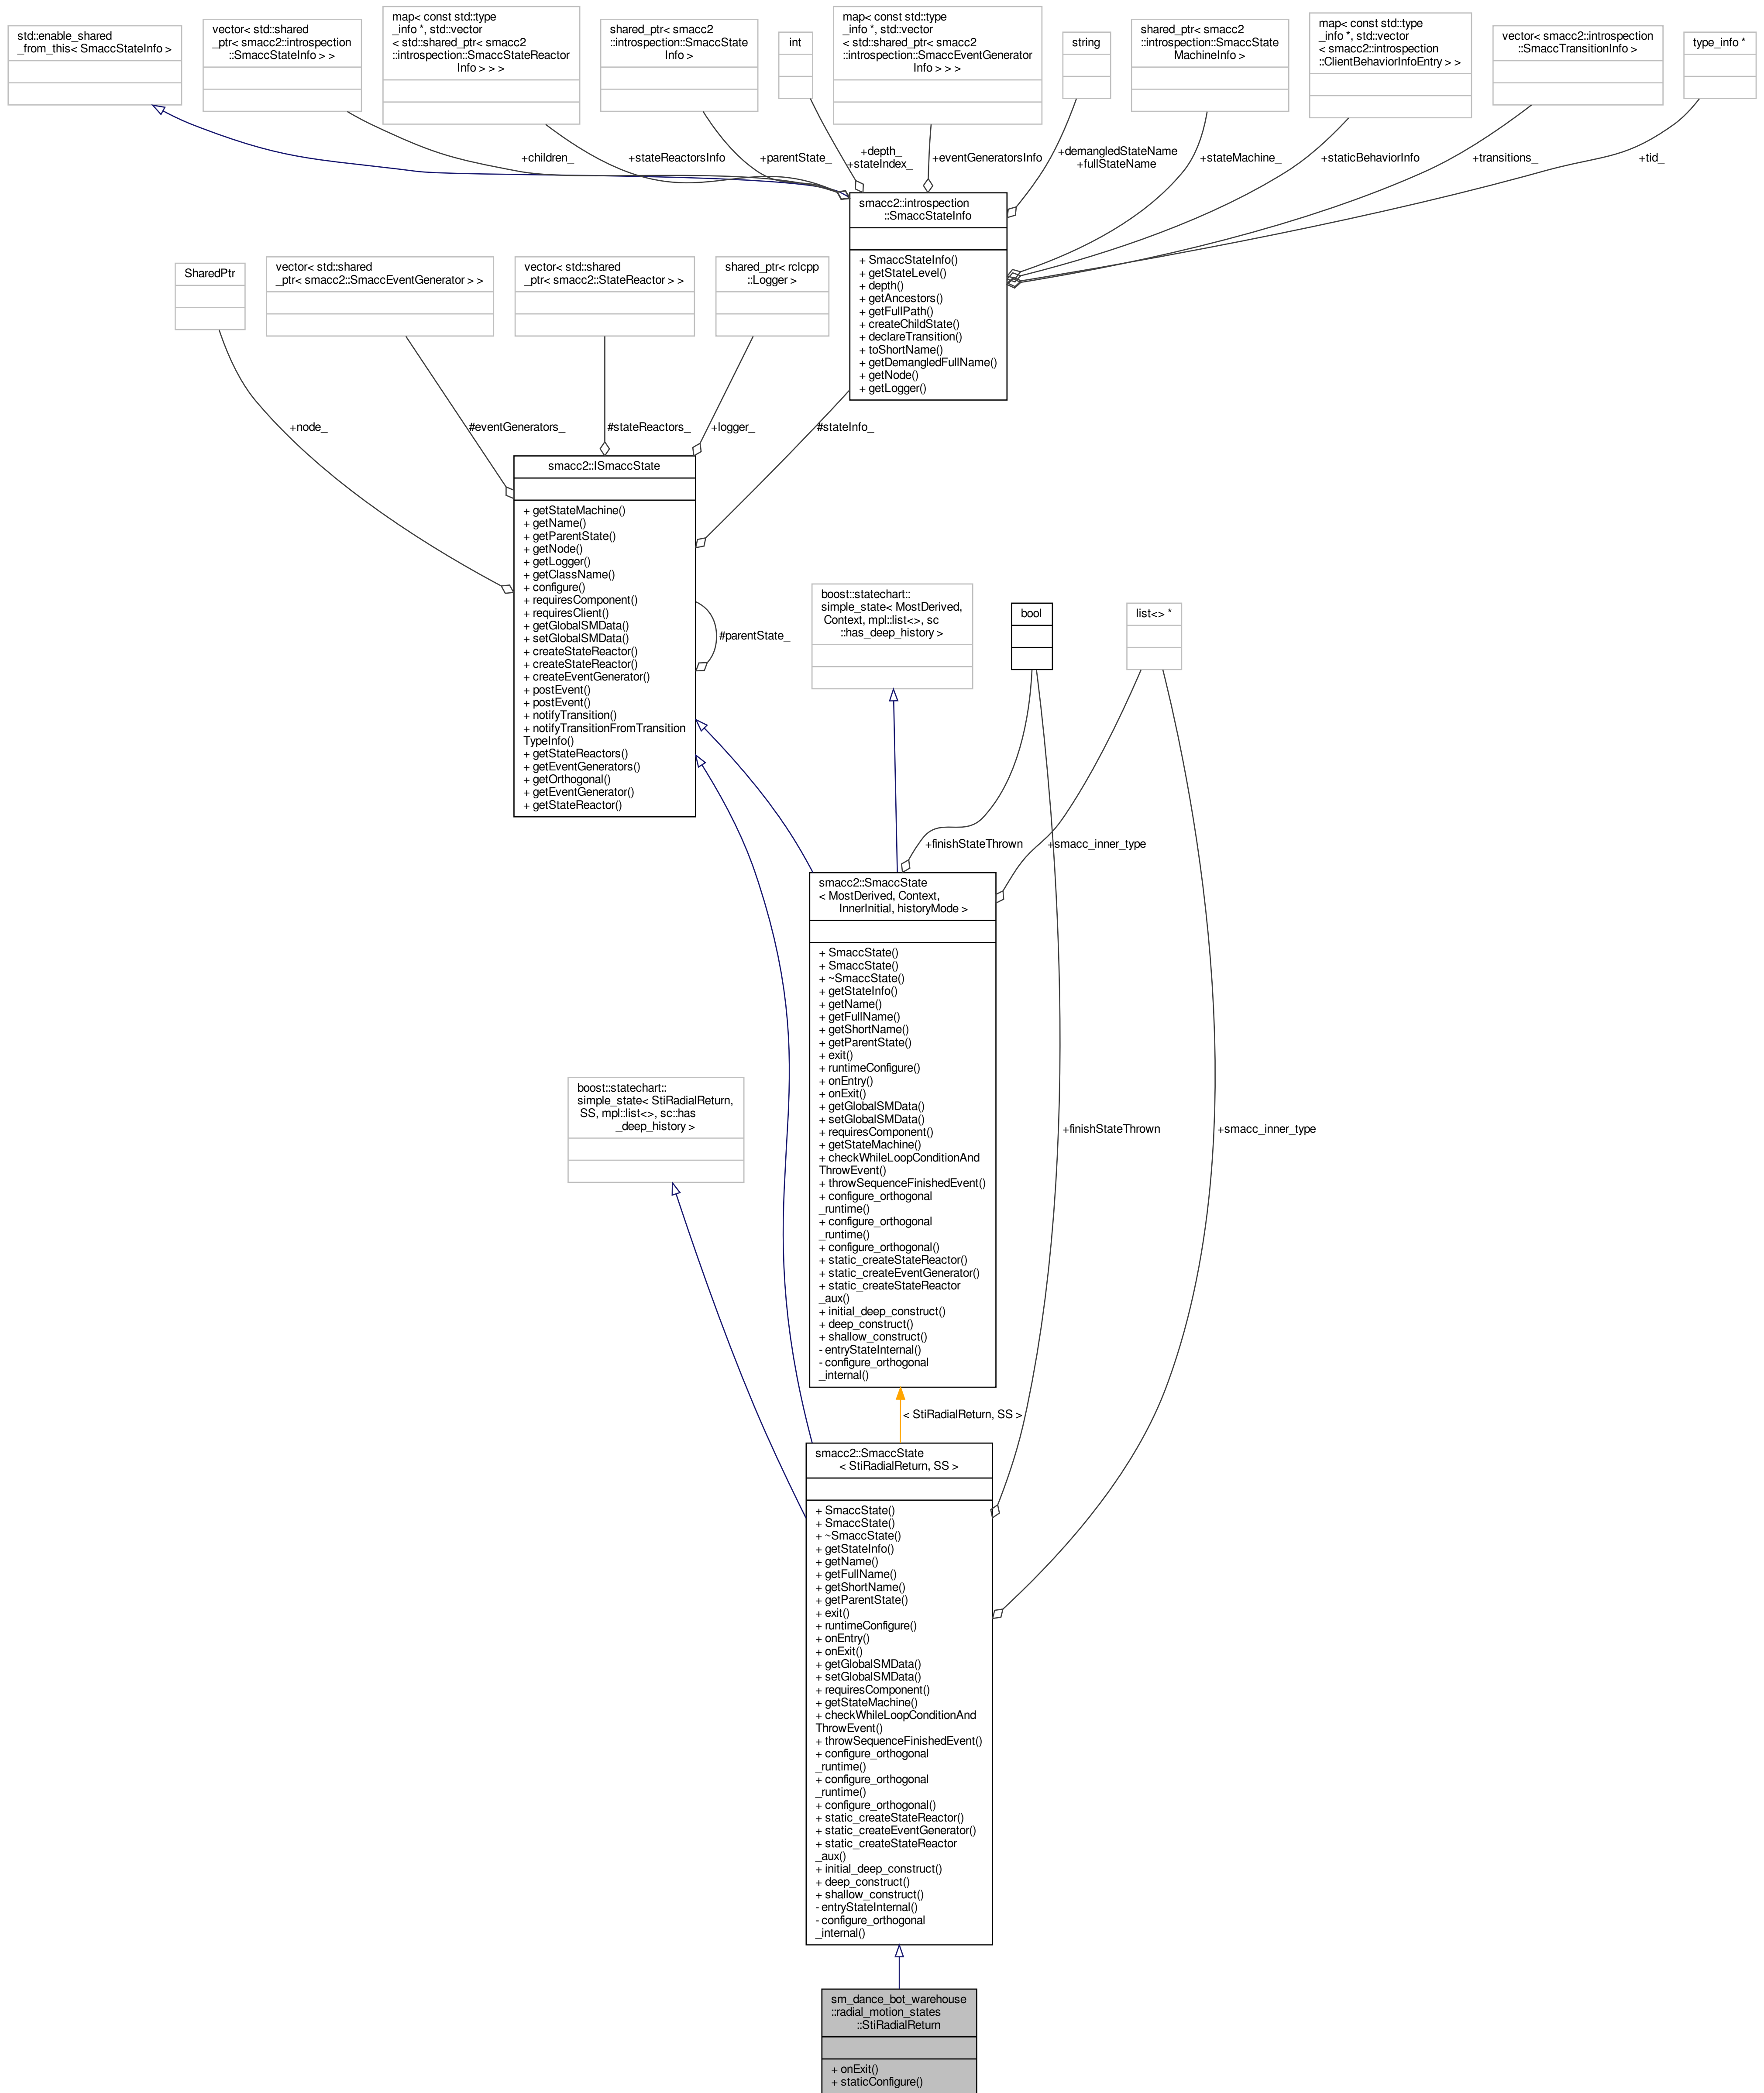 std::enable_shared
_from_this< SmaccStateInfo >
vector< std::shared
_ptr< smacc2::introspection
::SmaccStateInfo > >
map< const std::type
_info *, std::vector
< std::shared_ptr< smacc2
::introspection::SmaccStateReactor
Info > > >
shared_ptr< smacc2
::introspection::SmaccState
Info >
int
map< const std::type
_info *, std::vector
< std::shared_ptr< smacc2
::introspection::SmaccEventGenerator
Info > > >
string
shared_ptr< smacc2
::introspection::SmaccState
MachineInfo >
map< const std::type
_info *, std::vector
< smacc2::introspection
::ClientBehaviorInfoEntry > >
vector< smacc2::introspection
::SmaccTransitionInfo >
type_info *
+children_
+stateReactorsInfo
+parentState_
+depth_
+stateIndex_
+eventGeneratorsInfo
+demangledStateName
+fullStateName
+stateMachine_
+staticBehaviorInfo
+transitions_
+tid_
smacc2::introspection
::SmaccStateInfo
+ SmaccStateInfo()
+ getStateLevel()
+ depth()
+ getAncestors()
+ getFullPath()
+ createChildState()
+ declareTransition()
+ toShortName()
+ getDemangledFullName()
+ getNode()
+ getLogger()
SharedPtr
vector< std::shared
_ptr< smacc2::SmaccEventGenerator > >
vector< std::shared
_ptr< smacc2::StateReactor > >
shared_ptr< rclcpp
::Logger >
+node_
#eventGenerators_
#stateReactors_
+logger_
#stateInfo_
smacc2::ISmaccState
+ getStateMachine()
+ getName()
+ getParentState()
+ getNode()
+ getLogger()
+ getClassName()
+ configure()
+ requiresComponent()
+ requiresClient()
+ getGlobalSMData()
+ setGlobalSMData()
+ createStateReactor()
+ createStateReactor()
+ createEventGenerator()
+ postEvent()
+ postEvent()
+ notifyTransition()
+ notifyTransitionFromTransition
TypeInfo()
+ getStateReactors()
+ getEventGenerators()
+ getOrthogonal()
+ getEventGenerator()
+ getStateReactor()
#parentState_
boost::statechart::
simple_state< MostDerived,
Context, mpl::list<>, sc
::has_deep_history >
bool
list<> *
+finishStateThrown
+smacc_inner_type
smacc2::SmaccState
< MostDerived, Context,
InnerInitial, historyMode >
+ SmaccState()
+ SmaccState()
+ ~SmaccState()
+ getStateInfo()
+ getName()
+ getFullName()
+ getShortName()
+ getParentState()
+ exit()
+ runtimeConfigure()
+ onEntry()
+ onExit()
+ getGlobalSMData()
+ setGlobalSMData()
+ requiresComponent()
+ getStateMachine()
+ checkWhileLoopConditionAnd
ThrowEvent()
+ throwSequenceFinishedEvent()
+ configure_orthogonal
_runtime()
+ configure_orthogonal
_runtime()
+ configure_orthogonal()
+ static_createStateReactor()
+ static_createEventGenerator()
+ static_createStateReactor
_aux()
+ initial_deep_construct()
+ deep_construct()
+ shallow_construct()
- entryStateInternal()
- configure_orthogonal
_internal()
boost::statechart::
simple_state< StiRadialReturn,
SS, mpl::list<>, sc::has
_deep_history >
+finishStateThrown
+smacc_inner_type
< StiRadialReturn, SS >
smacc2::SmaccState
< StiRadialReturn, SS >
+ SmaccState()
+ SmaccState()
+ ~SmaccState()
+ getStateInfo()
+ getName()
+ getFullName()
+ getShortName()
+ getParentState()
+ exit()
+ runtimeConfigure()
+ onEntry()
+ onExit()
+ getGlobalSMData()
+ setGlobalSMData()
+ requiresComponent()
+ getStateMachine()
+ checkWhileLoopConditionAnd
ThrowEvent()
+ throwSequenceFinishedEvent()
+ configure_orthogonal
_runtime()
+ configure_orthogonal
_runtime()
+ configure_orthogonal()
+ static_createStateReactor()
+ static_createEventGenerator()
+ static_createStateReactor
_aux()
+ initial_deep_construct()
+ deep_construct()
+ shallow_construct()
- entryStateInternal()
- configure_orthogonal
_internal()
sm_dance_bot_warehouse
::radial_motion_states
::StiRadialReturn
+ onExit()
+ staticConfigure()